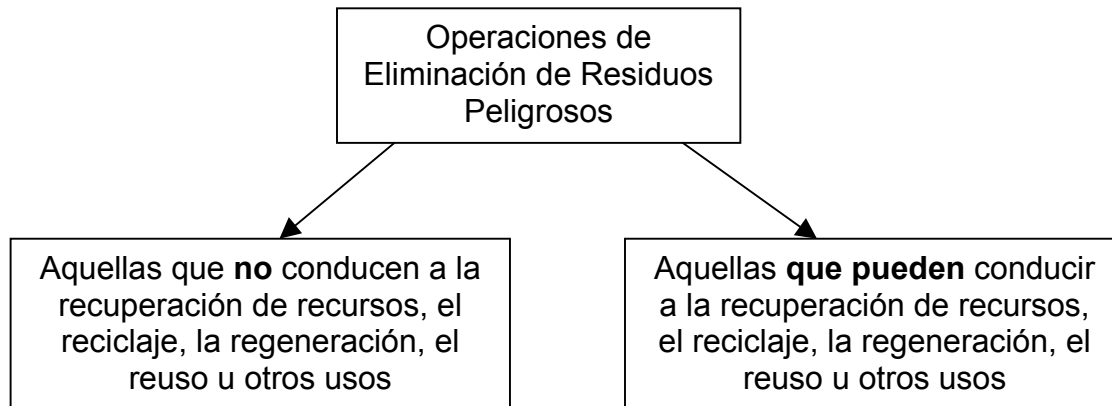 Operaciones de
Eliminación de Residuos
Peligrosos
Aquellas que no conducen a la
recuperación de recursos, el
reciclaje, la regeneración, el
reuso u otros usos
Aquellas que pueden conducir
a la recuperación de recursos,
el reciclaje, la regeneración, el
reuso u otros usos